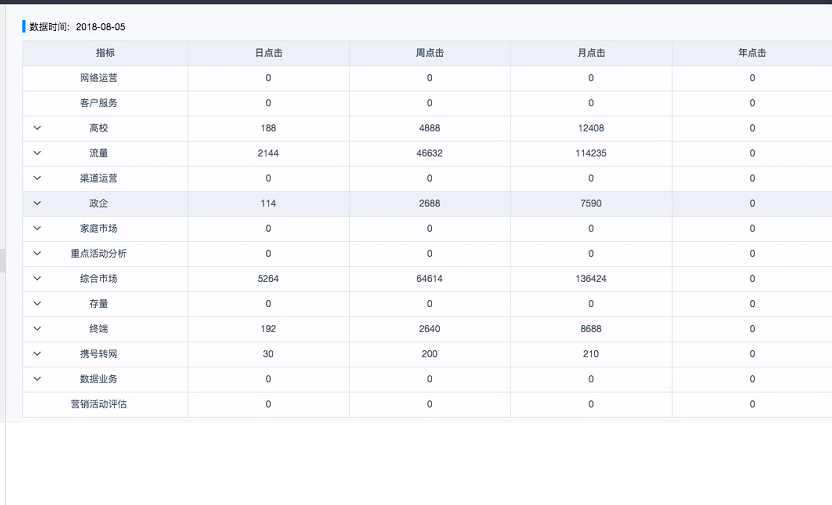 数据时间: 2018-08-05
指标 日点击 周点击 月点击 年点击
网络运营 0 0 0 0
客户服务 0 0 0 0
高校 188 4888 12408 0
流量 2144 46632 114235 0
渠道运营 0 0 0 0
政企 114 2688 7590 0
家庭市场 0 0 0 0
重点活动分析 0 0 0 0
综合市场 5264 64614 136424 0
存量 0 0 0 0
终端 192 2640 8688 0
携号转网 30 200 210 0
数据业务 0 0 0 0
营销活动评估 0 0 0 0